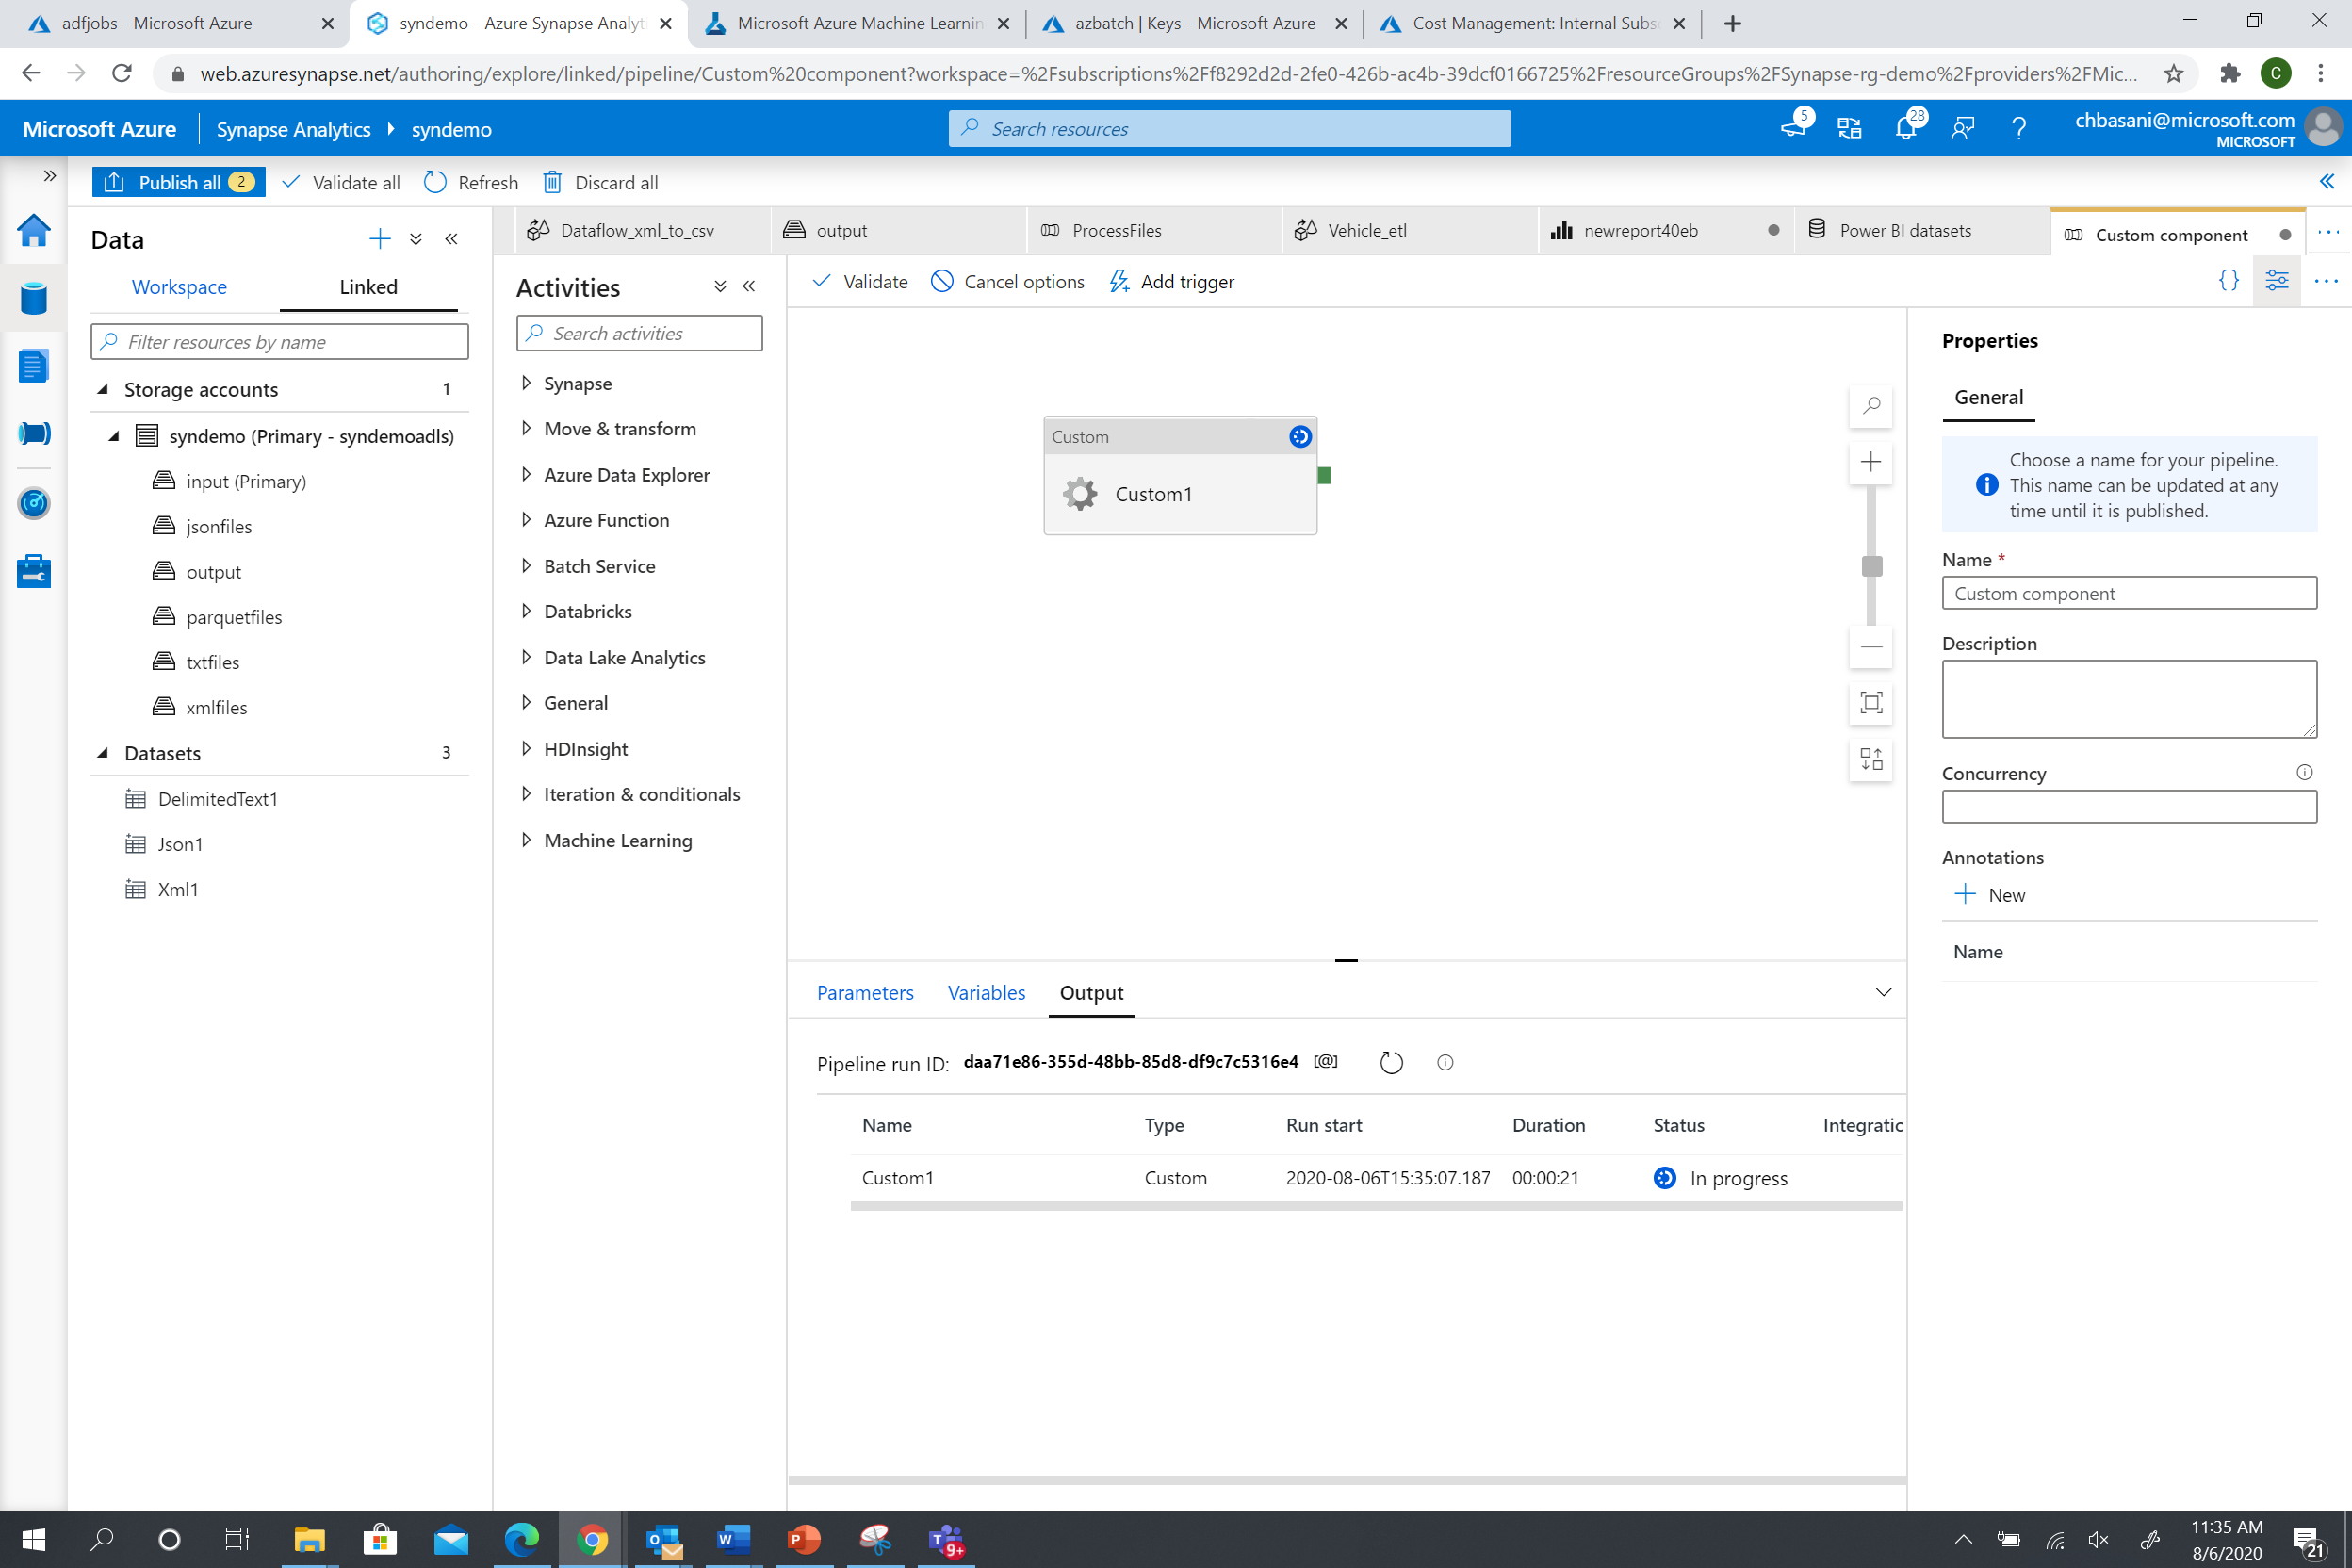 adfjobs - Microsoft Azure
syndemo - Azure Synapse Analyt
Microsoft Azure Machine Learnin
azbatch | Keys - Microsoft Azure
Cost Management: Internal Subs
web.azuresynapse.net/authoring/explore/linked/pipeline/Custom%20component?workspace=%2Fsubscriptions%2Ff8292d2d-2fe0-426b-ac4b-39dcf0166725%2FresourceGroups%2FSynapse-rg-demo%2Fproviders%2FMic...
C
Microsoft Azure
Synapse Analytics
syndemo
Search resources
5
28
chbasani@microsoft.com
MICROSOFT
Publish all 2
Validate all
Refresh
Discard all
Data
Workspace
Linked
Filter resources by name
Storage accounts 1
syndemo (Primary - syndemoadls)
input (Primary)
jsonfiles
output
parquetfiles
txtfiles
xmlfiles
Datasets 3
DelimitedText1
Json1
Xml1
Dataflow_xml_to_csv
output
ProcessFiles
Vehicle_etl
newreport40eb
Power BI datasets
Custom component
Activities
Search activities
Synapse
Move & transform
Azure Data Explorer
Azure Function
Batch Service
Databricks
Data Lake Analytics
General
HDInsight
Iteration & conditionals
Machine Learning
Validate
Cancel options
Add trigger
Custom
Custom1
Parameters
Variables
Output
Pipeline run ID: daa71e86-355d-48bb-85d8-df9c7c5316e4 [@]
Name Type Run start Duration Status Integratic
Custom1 Custom 2020-08-06T15:35:07.187 00:00:21 In progress
Properties
General
Choose a name for your pipeline.
This name can be updated at any
time until it is published.
Name *
Custom component
Description
Concurrency
Annotations
New
Name
9+
11:35 AM
8/6/2020
21